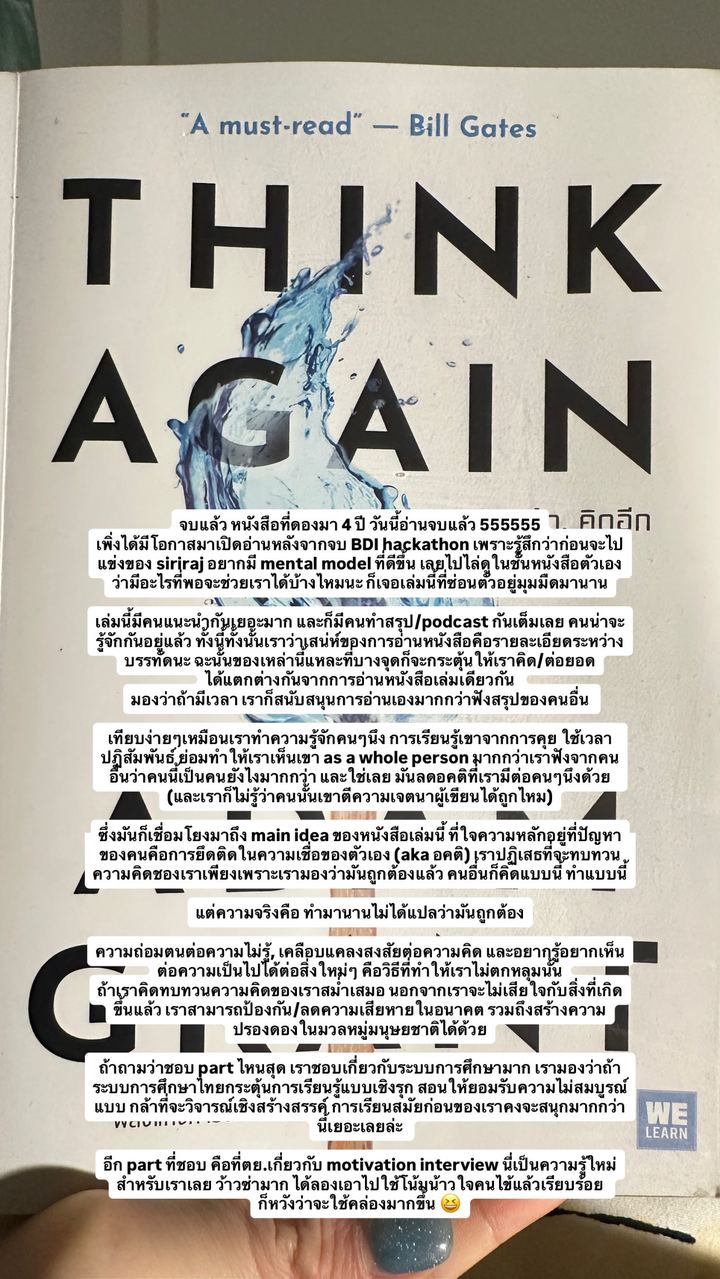 “A must-read” — Bill Gates
THINK
AGAIN
คิดอีก
จบแล้ว หนังสือที่ดองมา 4 ปี วันนี้อ่านจบแล้ว 555555
เพิ่งได้มีโอกาสมาเปิดอ่านหลังจากจบ BDI hackathon เพราะรู้สึกว่าก่อนจะไป
แข่งของ siriraj อยากมี mental model ที่ดีขึ้น เลยไปไล่ดูในชั้นหนังสือตัวเอง
ว่ามีอะไรที่พอจะช่วยเราได้บ้างไหมนะ ก็เจอเล่มนี้ที่ซ่อนตัวอยู่มุมมืดมานาน
เล่มนี้มีคนแนะนำกันเยอะมาก และก็มีคนทำสรุป/podcast กันเต็มเลย คนน่าจะ
รู้จักกันอยู่แล้ว ทั้งนี้ทั้งนั้นเราว่าเสน่ห์ของการอ่านหนังสือคือรายละเอียดระหว่าง
บรรทัดนะ ฉะนั้นของเหล่านี้แหละที่บางจุดก็จะกระตุ้นให้เราคิด/ต่อยอด
ได้แตกต่างกันจากการอ่านหนังสือเล่มเดียวกัน
มองว่าถ้ามีเวลา เราก็สนับสนุนการอ่านเองมากกว่าฟังสรุปของคนอื่น
เทียบง่ายๆเหมือนเราทำความรู้จักคนๆนึง การเรียนรู้เขาจากการคุย ใช้เวลา
ปฏิสัมพันธ์ ย่อมทำให้เราเห็นเขา as a whole person มากกว่าเราฟังจากคน
อื่นว่าคนนี้เป็นคนยังไงมากกว่า และใช่เลย มันลดอคติที่เรามีต่อคนๆนึงด้วย
(และเราก็ไม่รู้ว่าคนนั้นเขาตีความเจตนาผู้เขียนได้ถูกไหม)
ซึ่งมันก็เชื่อมโยงมาถึง main idea ของหนังสือเล่มนี้ ที่ใจความหลักอยู่ที่ปัญหา
ของคนคือการยึดติดในความเชื่อของตัวเอง (aka อคติ) เราปฏิเสธที่จะทบทวน
ความคิดชองเราเพียงเพราะเรามองว่ามันถูกต้องแล้ว คนอื่นก็คิดแบบนี้ ทำแบบนี้
แต่ความจริงคือ ทำมานานไม่ได้แปลว่ามันถูกต้อง
ความถ่อมตนต่อความไม่รู้, เคลือบแคลงสงสัยต่อความคิด และอยากรู้อยากเห็น
ต่อความเป็นไปได้ต่อสิ่งใหม่ๆ คือวิธีที่ทำให้เราไม่ตกหลุมนั้น
ถ้าเราคิดทบทวนความคิดของเราสม่ำเสมอ นอกจากเราจะไม่เสียใจกับสิ่งที่เกิด
ขึ้นแล้ว เราสามารถป้องกัน/ลดความเสียหายในอนาคต รวมถึงสร้างความ
ปรองดองในมวลหมู่มนุษยชาติได้ด้วย
ถ้าถามว่าชอบ part ไหนสุด เราชอบเกี่ยวกับระบบการศึกษามาก เรามองว่าถ้า
ระบบการศึกษาไทยกระตุ้นการเรียนรู้แบบเชิงรุก สอนให้ยอมรับความไม่สมบูรณ์
แบบ กล้าที่จะวิจารณ์เชิงสร้างสรรค์ การเรียนสมัยก่อนของเราคงจะสนุกมากกว่า
นี้เยอะเลยล่ะ
WE
LEARN
อีก part ที่ชอบ คือที่ตย.เกี่ยวกับ motivation interview นี่เป็นความรู้ใหม่
สำหรับเราเลย ว้าวซ่ามาก ได้ลองเอาไปใช้โน้มน้าวใจคนไข้แล้วเรียบร้อย
ก็หวังว่าจะใช้คล่องมากขึ้น 😆